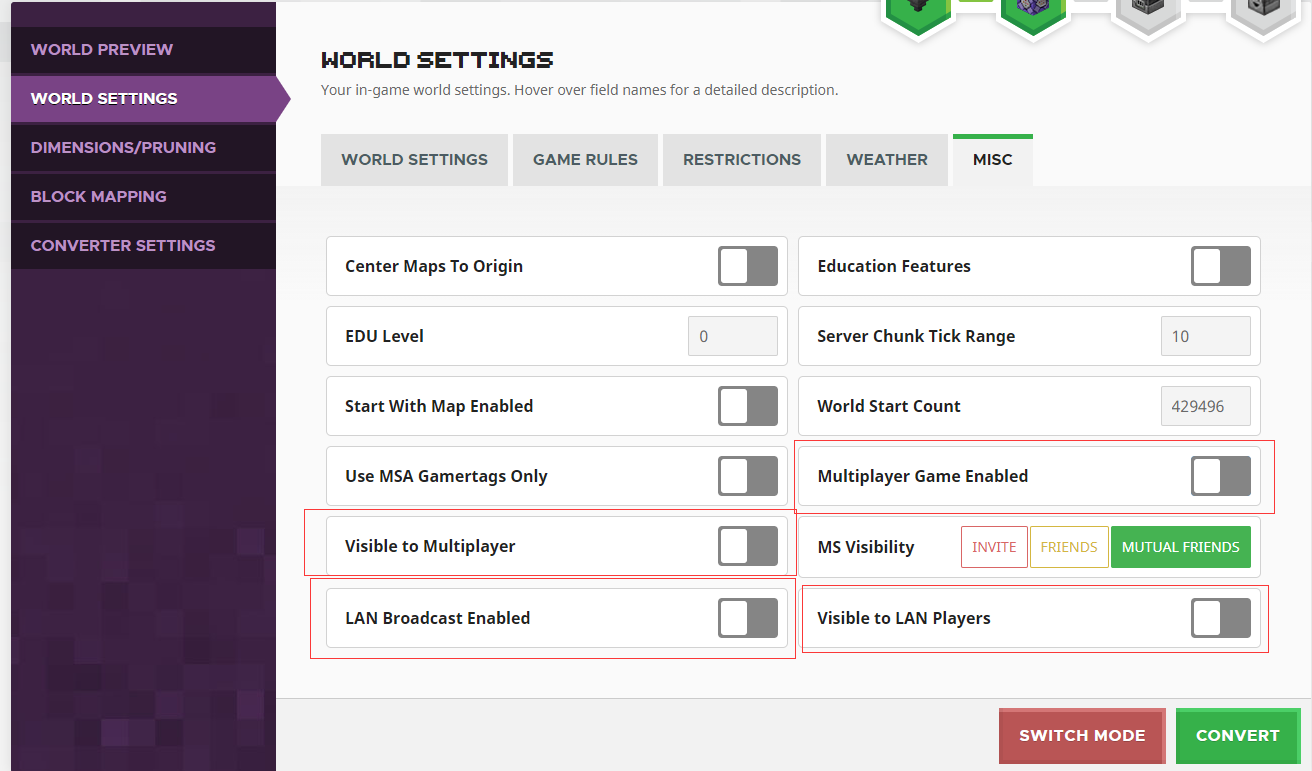 WORLD PREVIEW
WORLD SETTINGS
DIMENSIONS/PRUNING
BLOCK MAPPING
CONVERTER SETTINGS
WORLD SETTINGS
Your in-game world settings. Hover over field names for a detailed description.
WORLD SETTINGS GAME RULES RESTRICTIONS WEATHER MISC
Center Maps To Origin
Education Features
EDU Level 0
Server Chunk Tick Range 10
Start With Map Enabled
World Start Count 429496
Use MSA Gamertags Only
Multiplayer Game Enabled
Visible to Multiplayer
MS Visibility INVITE FRIENDS MUTUAL FRIENDS
LAN Broadcast Enabled
Visible to LAN Players
SWITCH MODE CONVERT